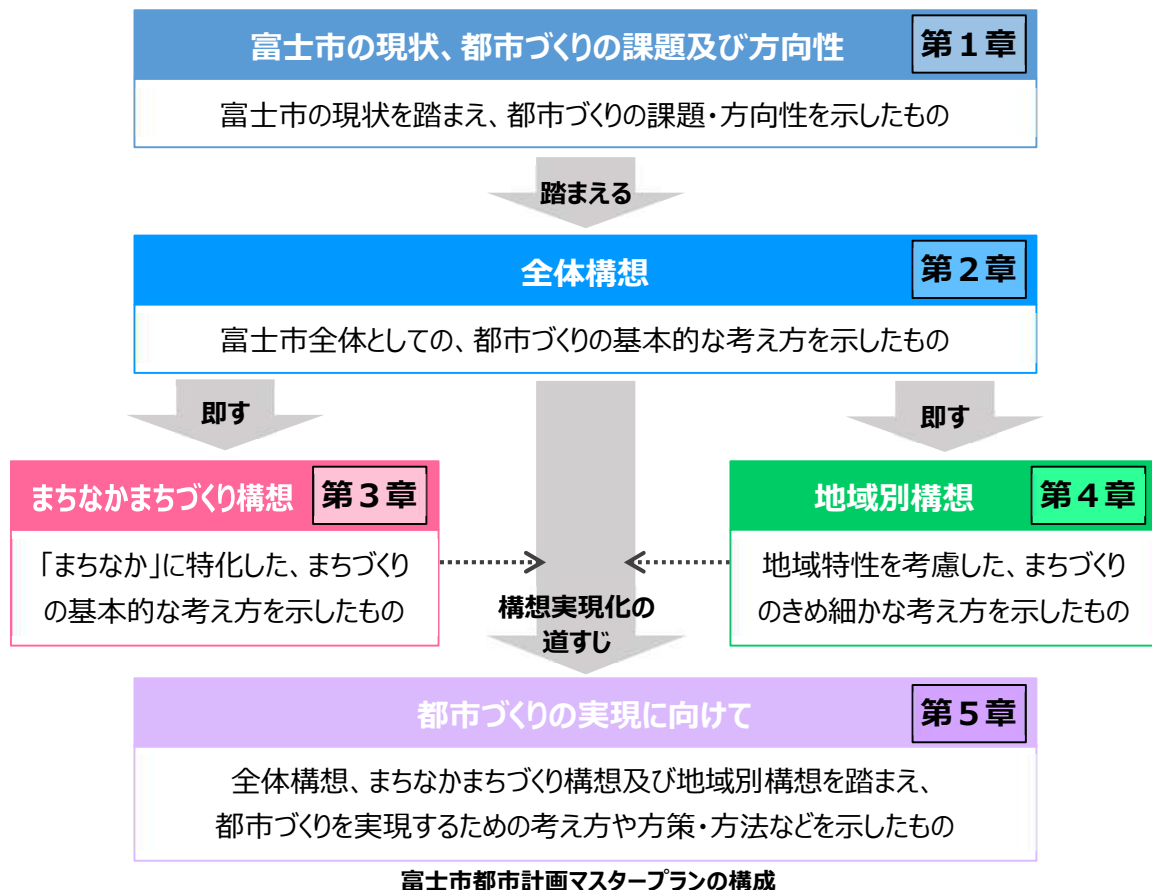 富士市の現状、都市づくりの課題及び方向性
第1章
富士市の現状を踏まえ、都市づくりの課題・方向性を示したもの
踏まえる
全体構想
第2章
富士市全体としての、都市づくりの基本的な考え方を示したもの
即す
即す
まちなかまちづくり構想
第3章
「まちなか」に特化した、まちづくり
の基本的な考え方を示したもの
地域別構想
第4章
地域特性を考慮した、まちづくり
のきめ細かな考え方を示したもの
構想実現化の
道すじ
都市づくりの実現に向けて
第5章
全体構想、まちなかまちづくり構想及び地域別構想を踏まえ、
都市づくりを実現するための考え方や方策・方法などを示したもの
富士市都市計画マスタープランの構成